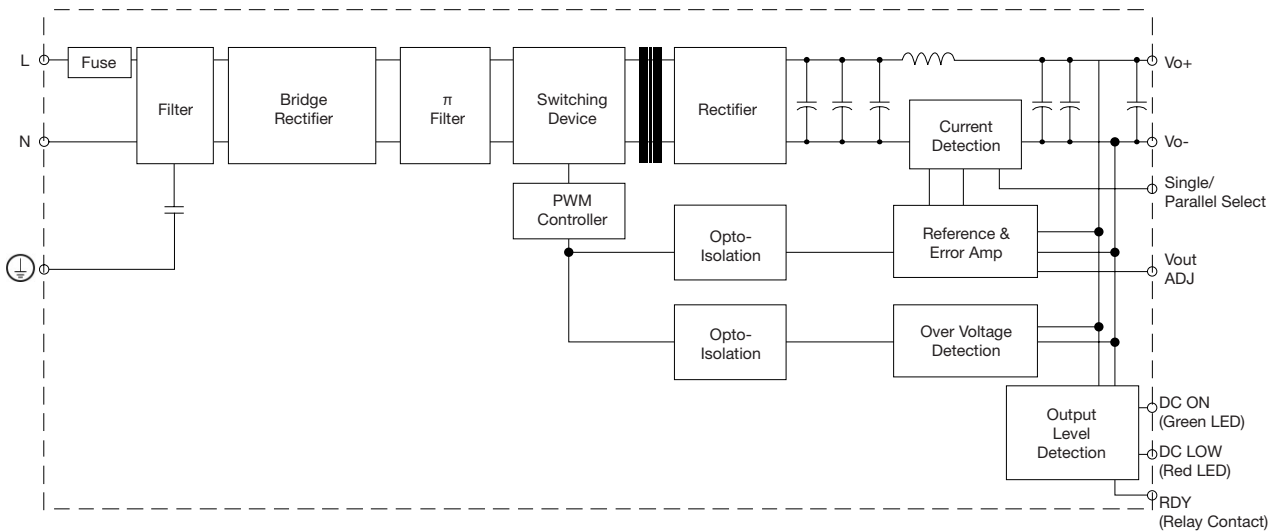 L
Fuse
Filter
Bridge
Rectifier
π
Filter
Switching
Device
Rectifier
Current
Detection
Vo+
N
Vo-
Single/
Parallel Select
PWM
Controller
Opto-
Isolation
Reference &
Error Amp
Vout
ADJ
Opto-
Isolation
Over Voltage
Detection
Output
Level
Detection
DC ON
(Green LED)
DC LOW
(Red LED)
RDY
(Relay Contact)